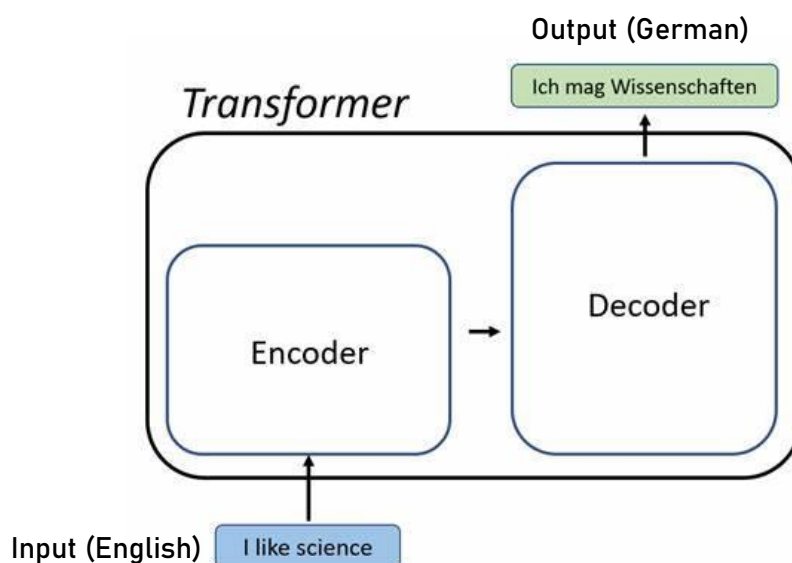 Output (German)
Ich mag Wissenschaften
Transformer
Decoder
Encoder
Input (English)
I like science